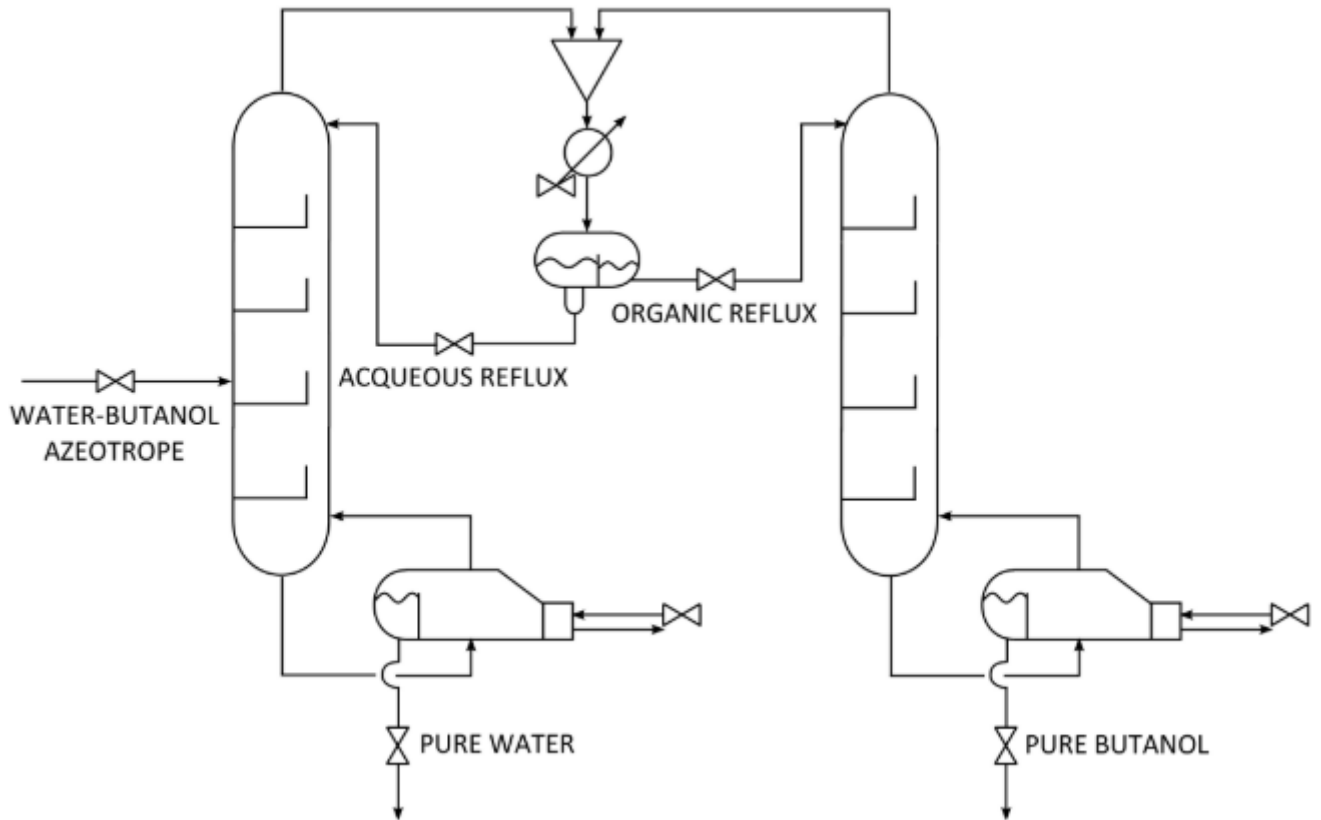 ORGANIC REFLUX
ACQUEOUS REFLUX
WATER-BUTANOL
AZEOTROPE
PURE WATER
PURE BUTANOL